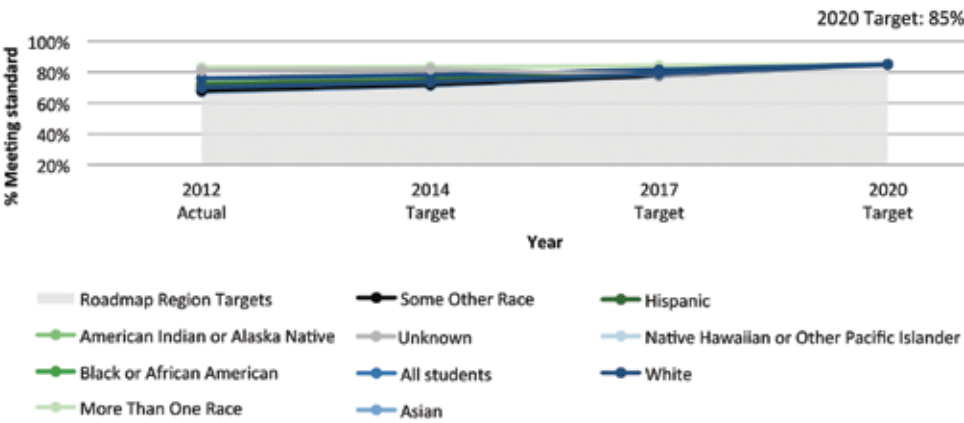 2020 Target: 85%
% Meeting standard
100%
80%
60%
40%
20%
2012
Actual
2014
Target
2017
Target
2020
Target
Year
Roadmap Region Targets
Some Other Race
Hispanic
American Indian or Alaska Native
Unknown
Native Hawaiian or Other Pacific Islander
Black or African American
All students
White
More Than One Race
Asian